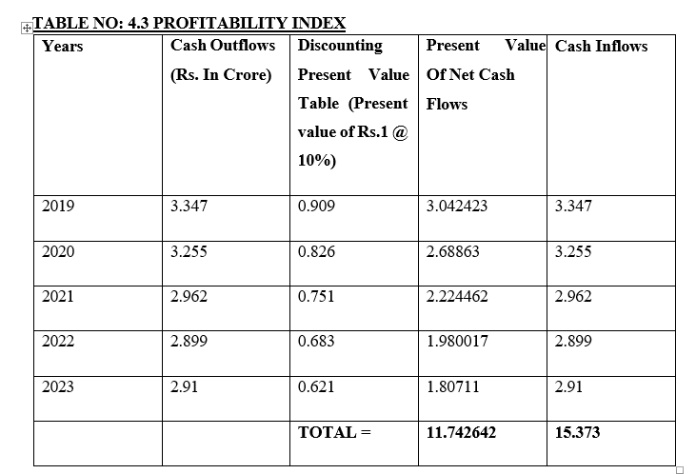 TABLE NO: 4.3 PROFITABILITY INDEX
Years Cash Outflows (Rs. In Crore) Discounting Present Value Table (Present value of Rs.1 @ 10%) Present Value Of Net Cash Flows Cash Inflows
2019 3.347 0.909 3.042423 3.347
2020 3.255 0.826 2.68863 3.255
2021 2.962 0.751 2.224462 2.962
2022 2.899 0.683 1.980017 2.899
2023 2.91 0.621 1.80711 2.91
TOTAL = 11.742642 15.373